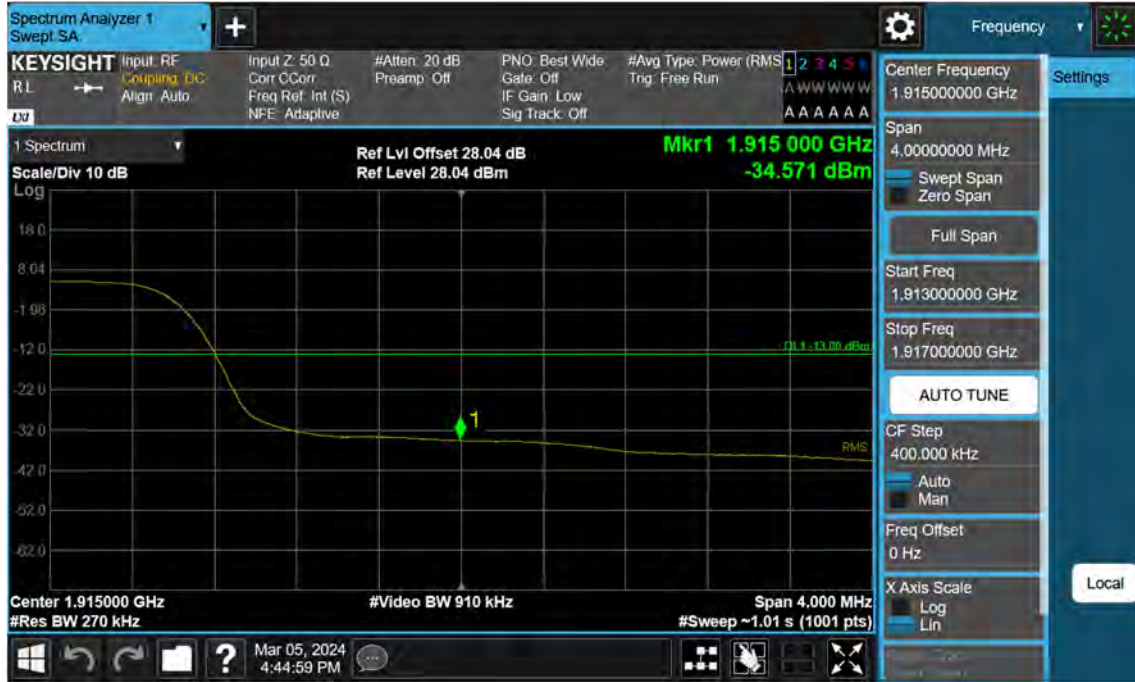 Spectrum Analyzer 1
Swept SA
Frequency
KEYSIGHT
RL
LXI
Input: RF
Coupling: DC
Align: Auto
Input Z: 50 Ω
Corr CCorr
Freq Ref: Int (S)
NFE: Adaptive
#Atten: 20 dB
Preamp: Off
PNO: Best Wide
Gate: Off
IF Gain: Low
Sig Track: Off
#Avg Type: Power (RMS
Trig: Free Run
1 2 3 4 5 6
A W W W W W
A A A A A A
1 Spectrum
Scale/Div 10 dB
Log
Ref Lvl Offset 28.04 dB
Ref Level 28.04 dBm
Mkr1 1.915 000 GHz
-34.571 dBm
18.0
8.04
-1.96
-12.0
DL1 -13.00 dBm
-22.0
-32.0
1
RMS
-42.0
-52.0
-62.0
Center 1.915000 GHz
#Res BW 270 kHz
#Video BW 910 kHz
Span 4.000 MHz
#Sweep ~1.01 s (1001 pts)
Center Frequency
1.915000000 GHz
Settings
Span
4.00000000 MHz
Swept Span
Zero Span
Full Span
Start Freq
1.913000000 GHz
Stop Freq
1.917000000 GHz
AUTO TUNE
CF Step
400.000 kHz
Auto
Man
Freq Offset
0 Hz
X Axis Scale
Log
Lin
Local
?
Mar 05, 2024
4:44:59 PM